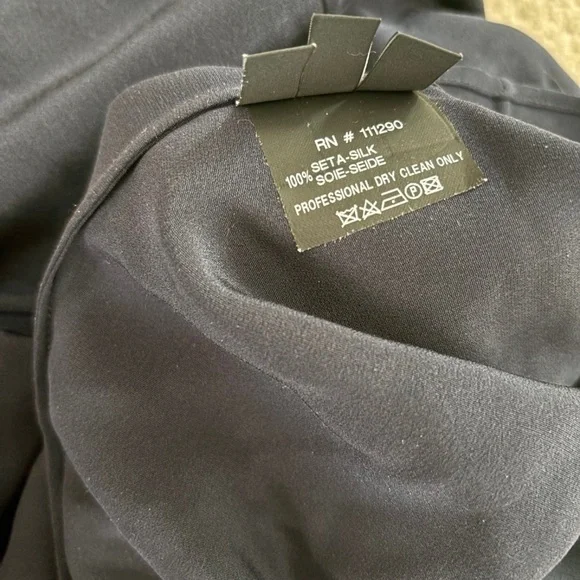 RN # 111290
100% SETA-SILK
SOIE-SEIDE
PROFESSIONAL DRY CLEAN ONLY
P